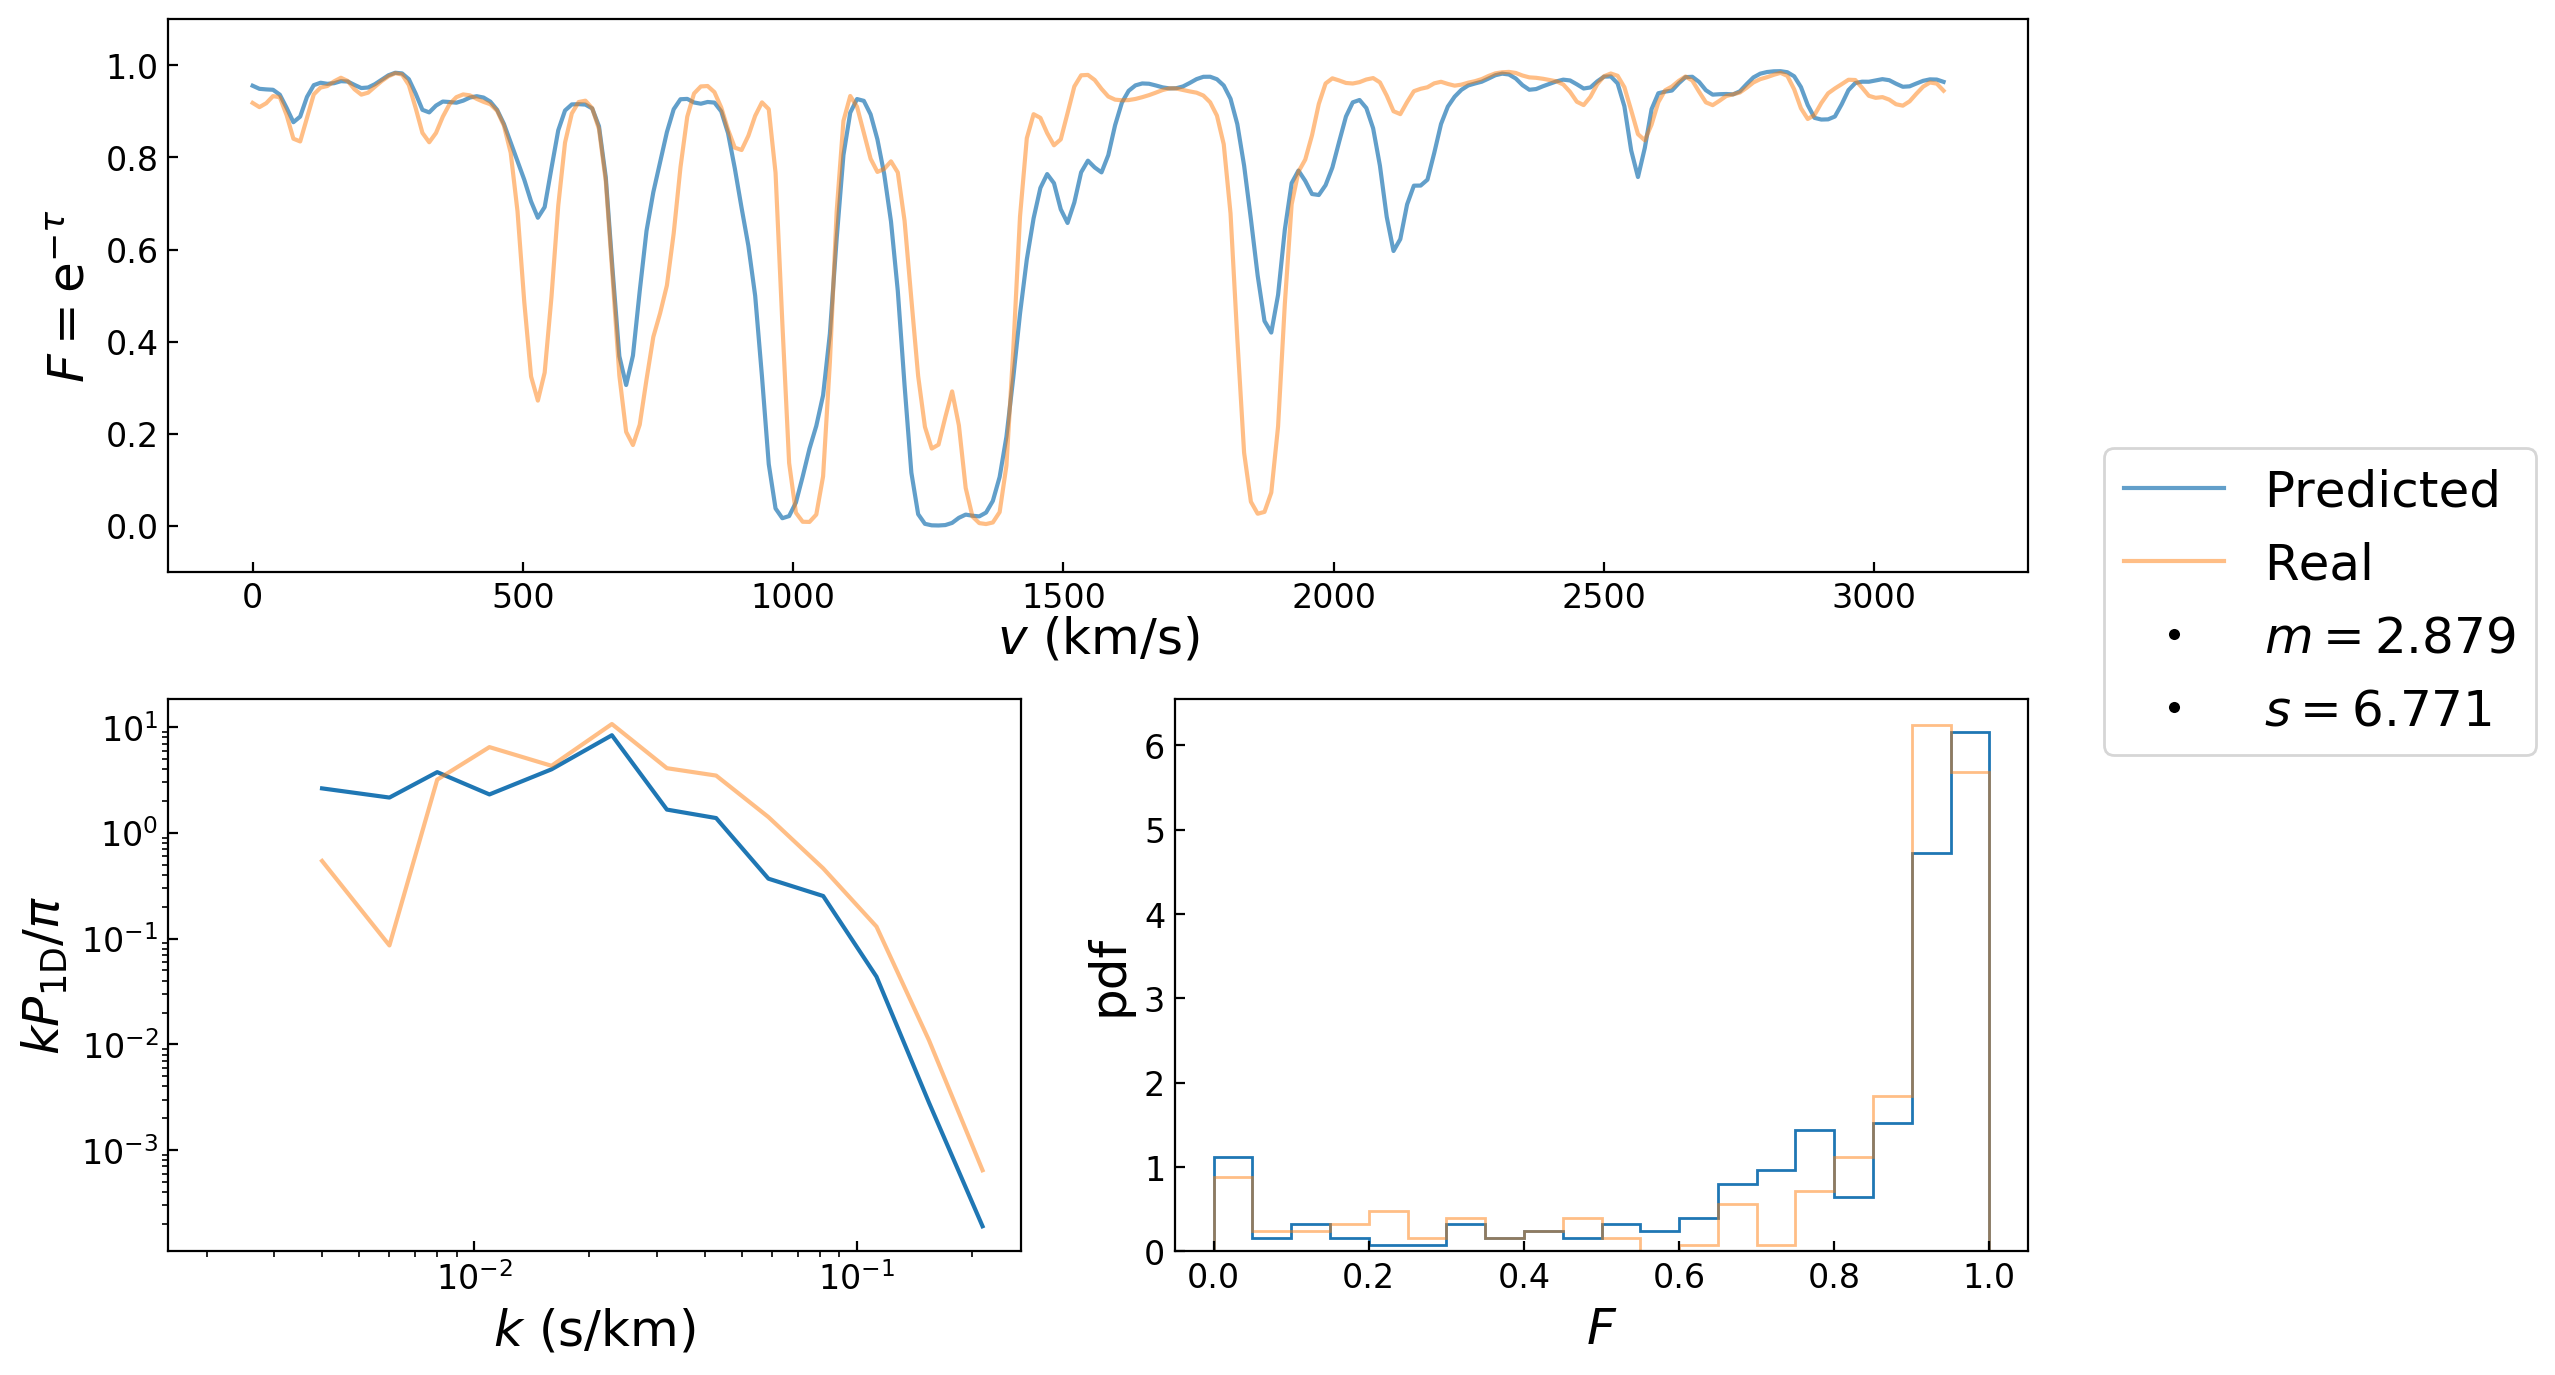 F = e^{−τ}
1.0
0.8
0.6
0.4
0.2
0.0
0 500 1000 1500 2000 2500 3000
v (km/s)
Predicted
Real
m = 2.879
s = 6.771
kP_{1D}/π
10^1
10^0
10^{−1}
10^{−2}
10^{−3}
10^{−2} 10^{−1}
k (s/km)
pdf
6
5
4
3
2
1
0
0.0 0.2 0.4 0.6 0.8 1.0
F